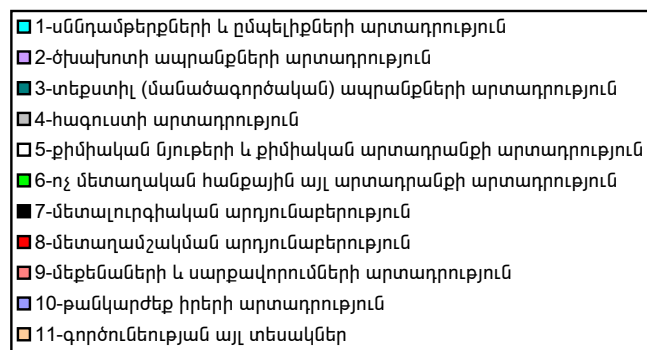 1-սննդամթերքների և ըմպելիքների արտադրություն
2-ծխախոտի ապրանքների արտադրություն
3-տեքստիլ (մանածագործական) ապրանքների արտադրություն
4-հագուստի արտադրություն
5-քիմիական նյութերի և քիմիական արտադրանքի արտադրություն
6-ոչ մետաղական հանքային այլ արտադրանքի արտադրություն
7-մետալուրգիական արդյունաբերություն
8-մետաղամշակման արդյունաբերություն
9-մեքենաների և սարքավորումների արտադրություն
10-թանկարժեք իրերի արտադրություն
11-գործունեության այլ տեսակներ